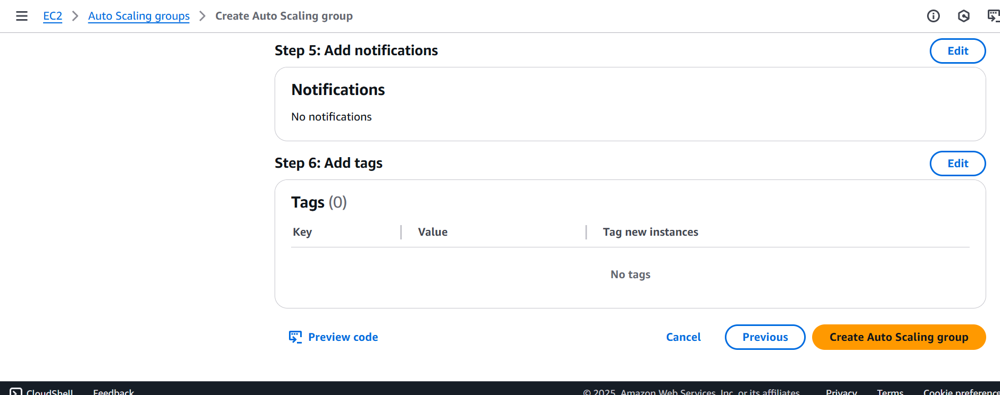 EC2 Auto Scaling groups Create Auto Scaling group
Step 5: Add notifications
Edit
Notifications
No notifications
Step 6: Add tags
Edit
Tags (0)
Key Value Tag new instances
No tags
Preview code Cancel Previous Create Auto Scaling group
CloudShell Feedback © 2025, Amazon Web Services, Inc. or its affiliates. Privacy Terms Cookie preference